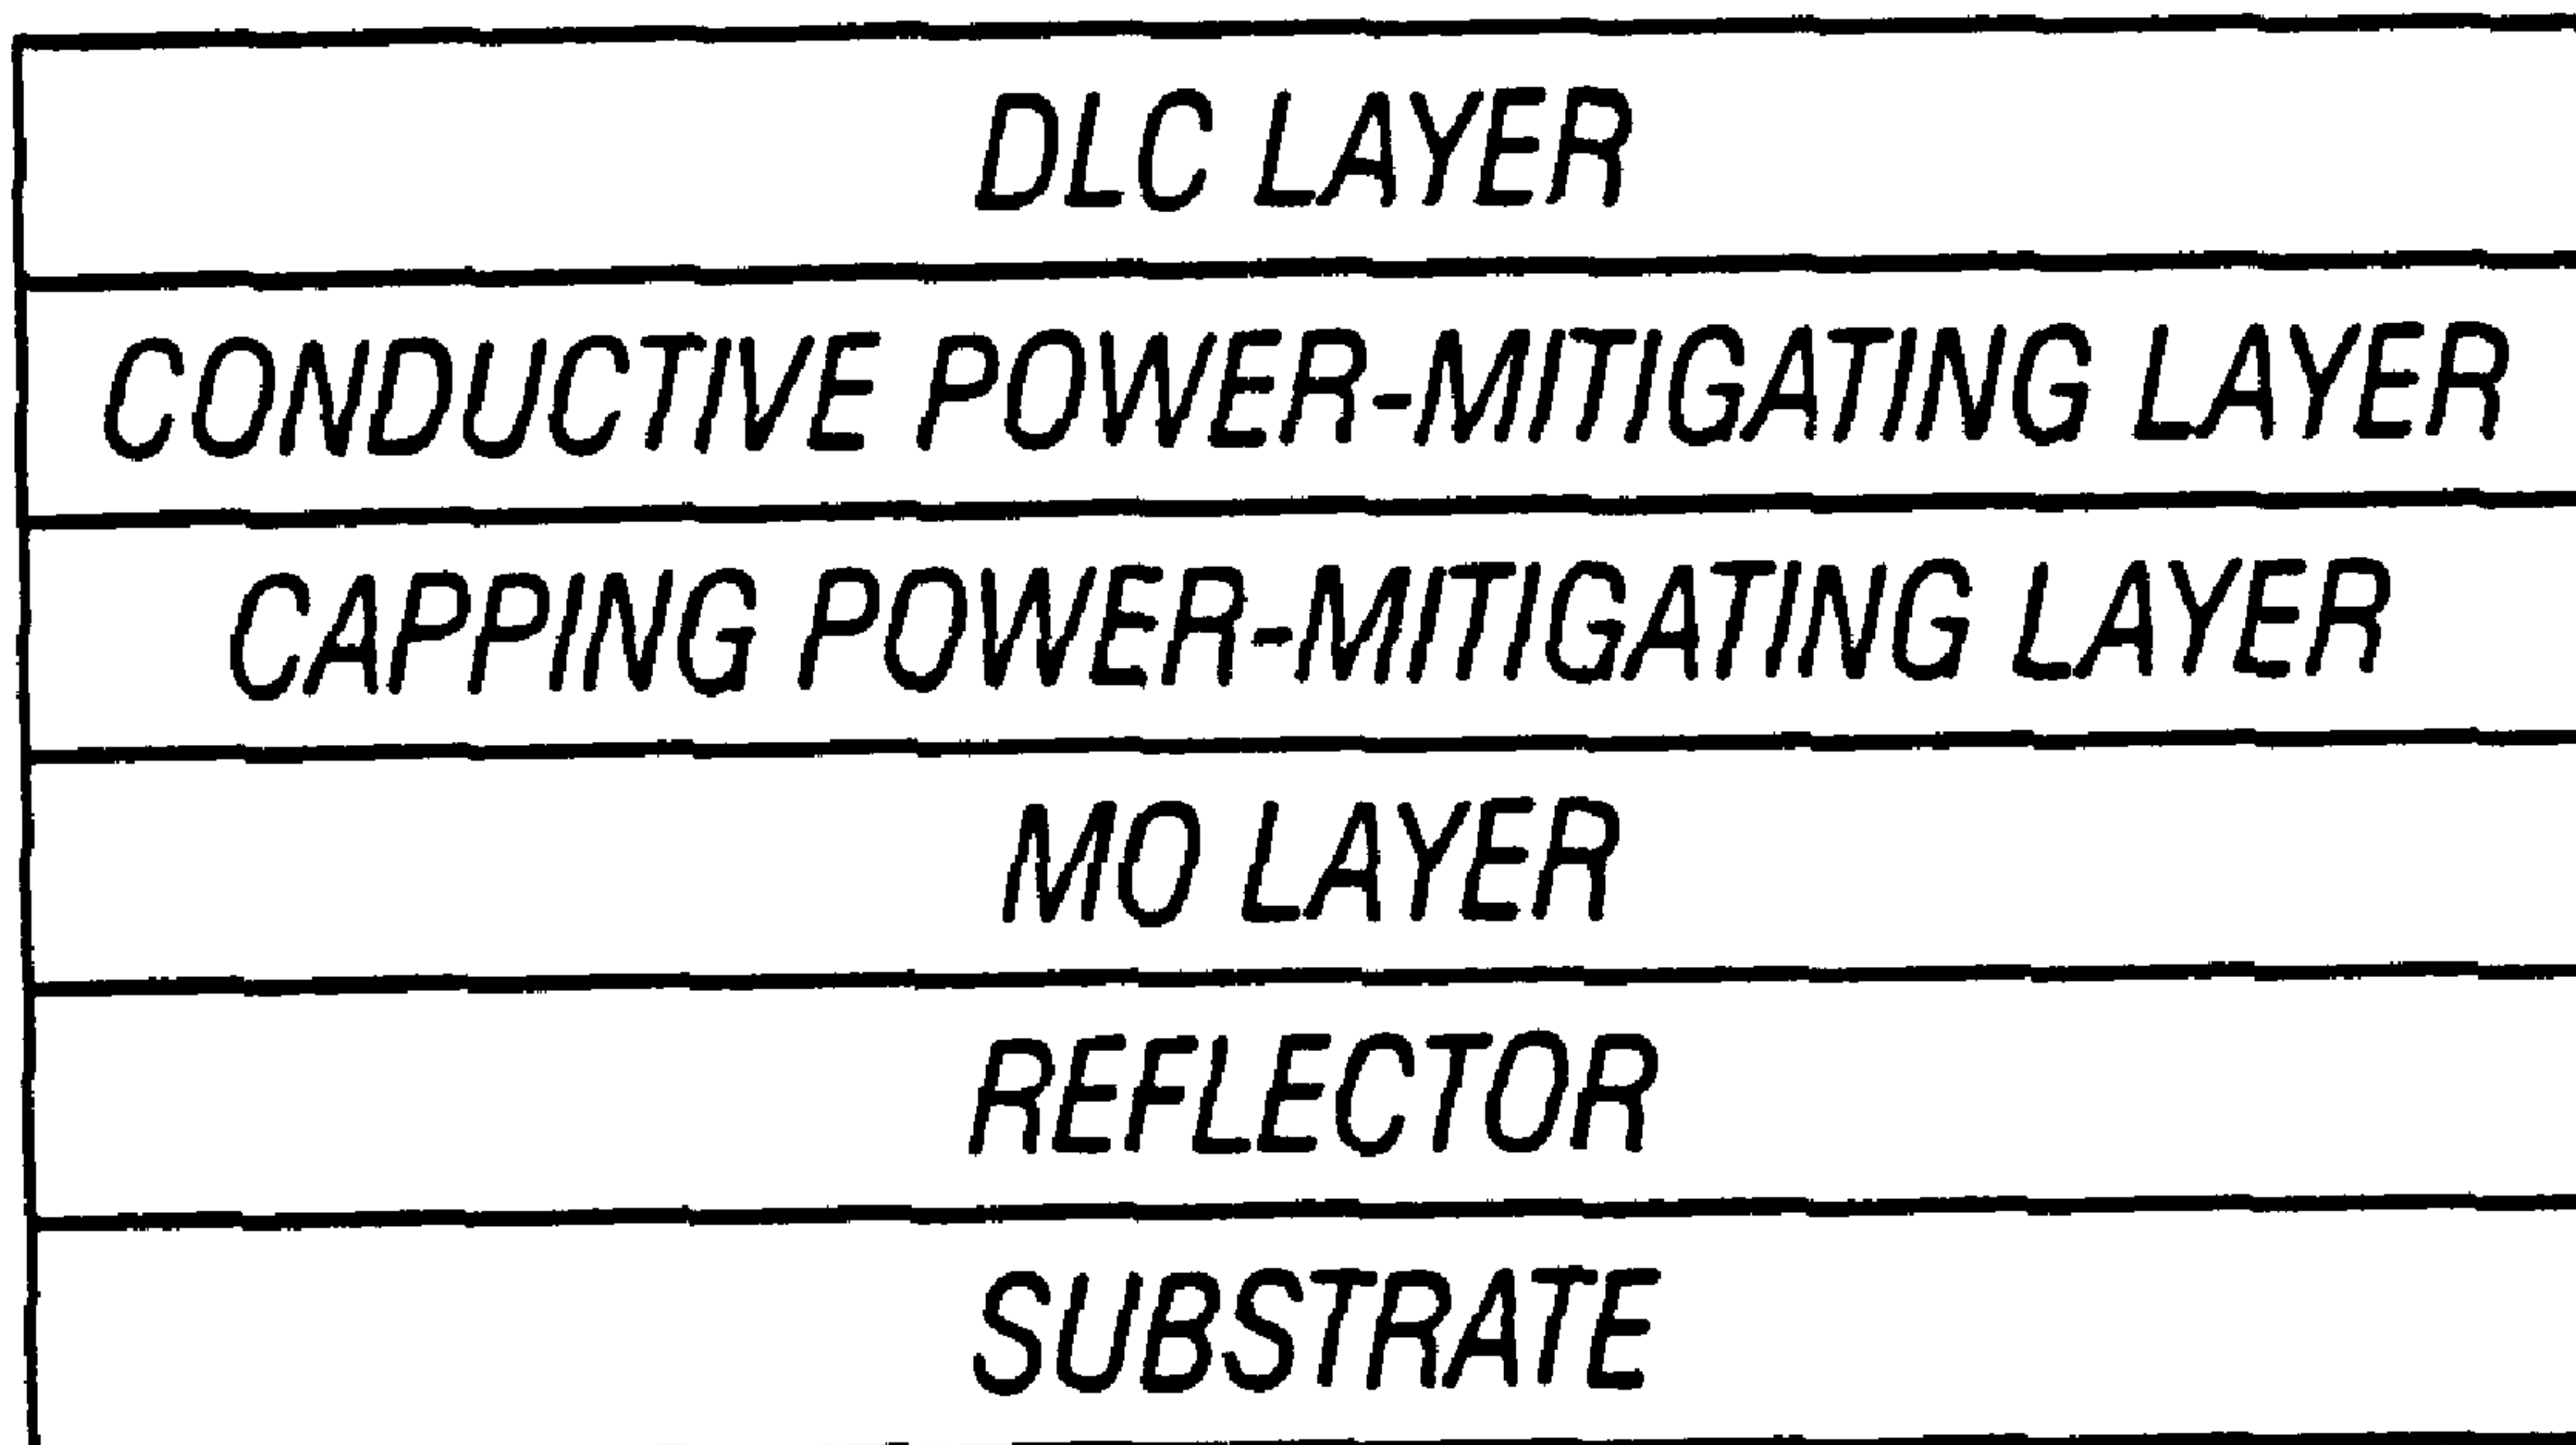 DLC LAYER
CONDUCTIVE POWER-MITIGATING LAYER
CAPPING POWER-MITIGATING LAYER
MO LAYER
REFLECTOR
SUBSTRATE